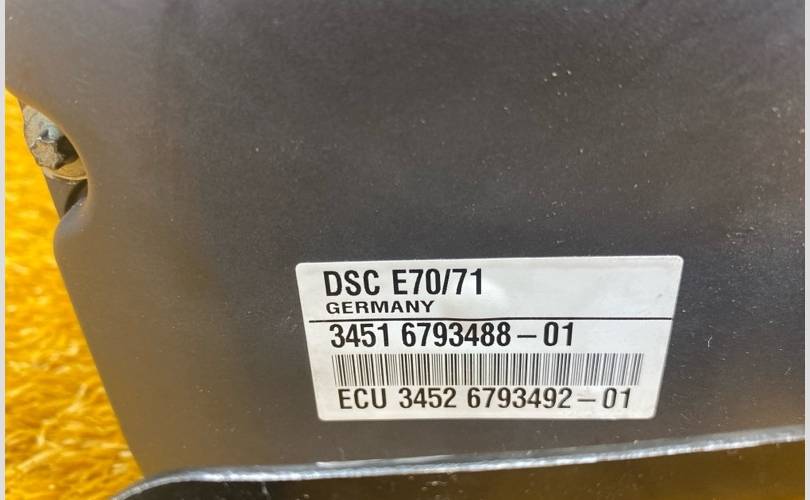 DSC E70/71
GERMANY
3451 6793488-01
ECU 3452 6793492-01